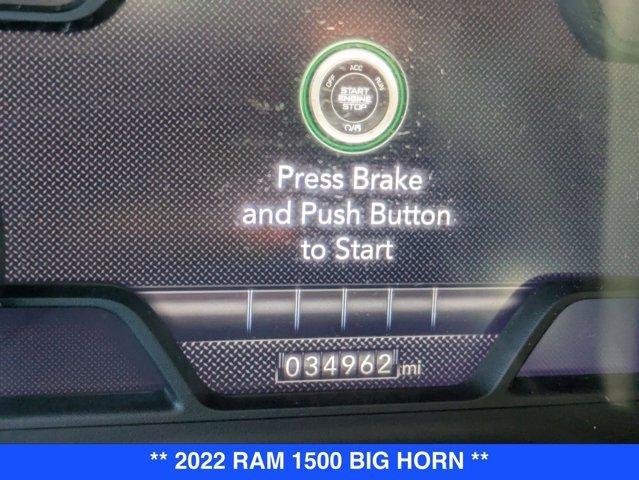 OFF ACC RUN
START
ENGINE
STOP
Press Brake
and Push Button
to Start
034962 mi
** 2022 RAM 1500 BIG HORN **